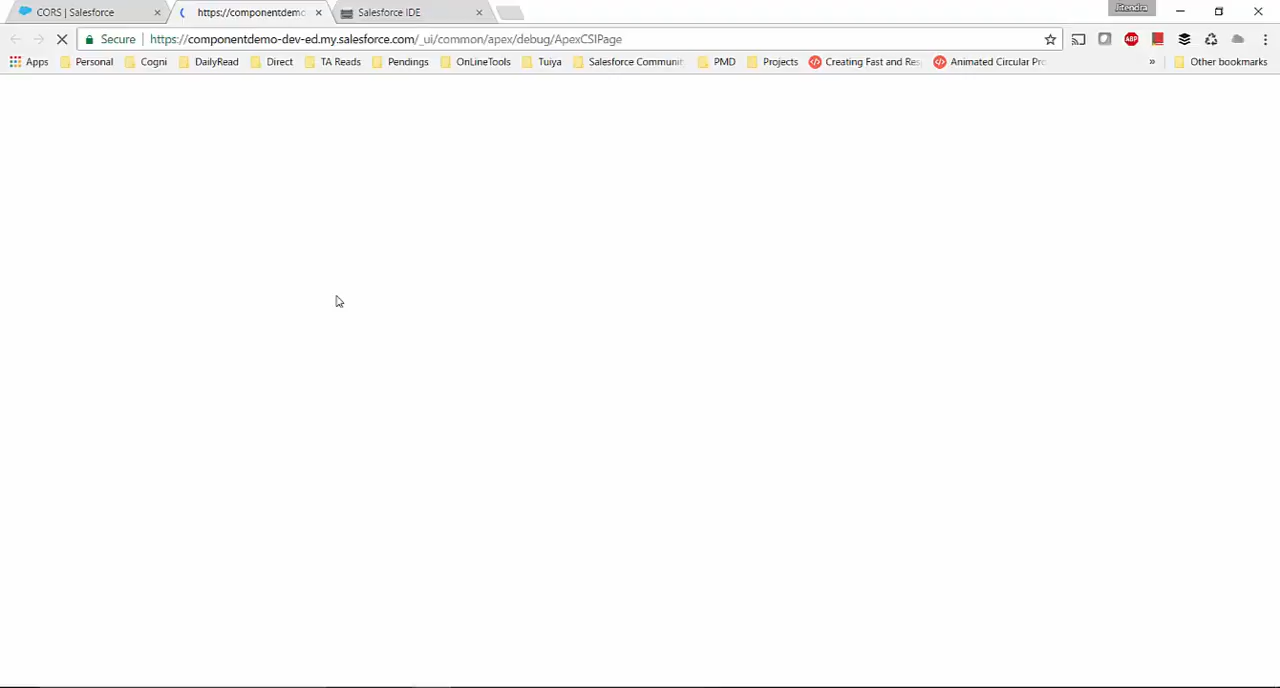 CORS | Salesforce
https://componentdemo
Salesforce IDE
Jitendra
Secure
https://componentdemo-dev-ed.my.salesforce.com/_ui/common/apex/debug/ApexCSIPage
ABP
Apps
Personal
Cogni
DailyRead
Direct
TA Reads
Pendings
OnLineTools
Tuiya
Salesforce Communit
PMD
Projects
Creating Fast and Res
Animated Circular Pro
»
Other bookmarks